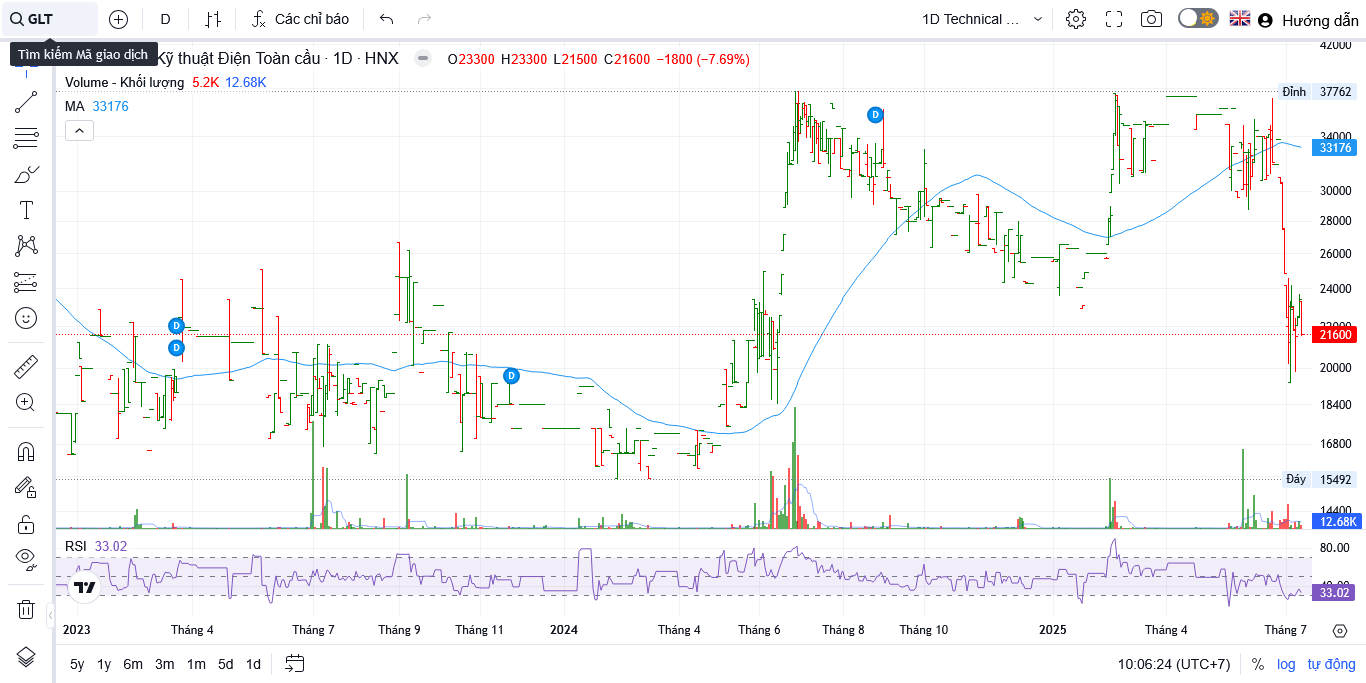 GLT
D
Các chỉ báo
1D Technical ...
Hướng dẫn
Tìm kiếm Mã giao dịch
Kỹ thuật Điện Toàn cầu · 1D · HNX
O23300 H23300 L21500 C21600 −1800 (−7.69%)
Volume - Khối lượng 5.2K 12.68K
MA 33176
D
D
D
D
42000
Đỉnh 37762
34000
33176
30000
28000
26000
24000
22000
21600
20000
18400
16800
Đáy 15492
14400
12.68K
RSI 33.02
80.00
40.00
33.02
2023 Tháng 4 Tháng 7 Tháng 9 Tháng 11 2024 Tháng 4 Tháng 6 Tháng 8 Tháng 10 2025 Tháng 4 Tháng 7
5y 1y 6m 3m 1m 5d 1d
10:06:24 (UTC+7) % log tự động